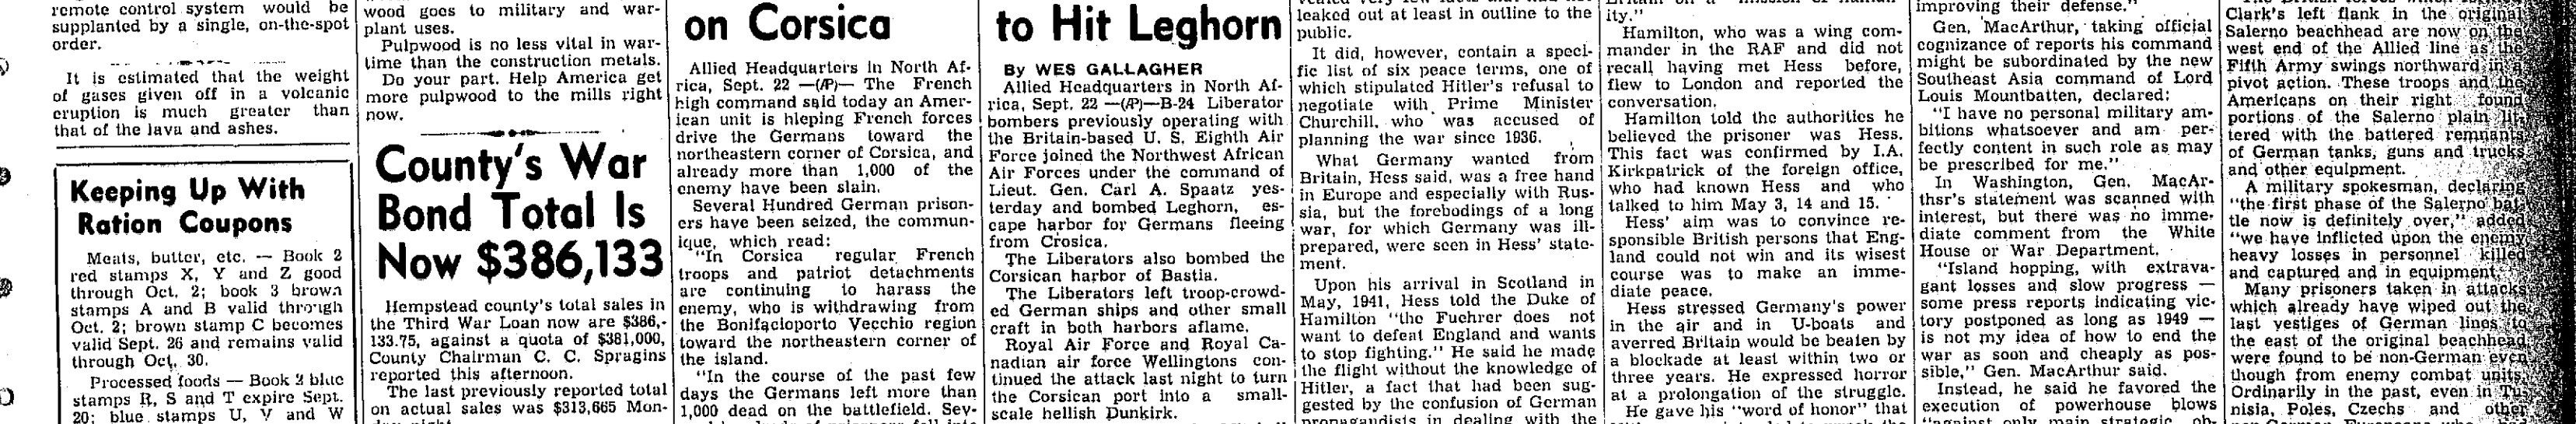 remote control system would be
supplanted by a single, on-the-spot
order.
It is estimated that the weight
of gases given off in a volcanic
eruption is much greater than
that of the lava and ashes.
Keeping Up With
Ration Coupons
Meats, butter, etc. — Book 2
red stamps X, Y and Z good
through Oct. 2; book 3 brown
stamps A and B valid through
Oct. 2; brown stamp C becomes
valid Sept. 26 and remains valid
through Oct. 30.
Processed foods — Book 2 blue
stamps R, S and T expire Sept.
20; blue stamps U, V and W
wood goes to military and war-
plant uses.
Pulpwood is no less vital in war-
time than the construction metals.
Do your part. Help America get
more pulpwood to the mills right
now.
County's War
Bond Total Is
Now $386,133
Hempstead county's total sales in
the Third War Loan now are $386,-
133.75, against a quota of $381,000,
County Chairman C. C. Spragins
reported this afternoon.
The last previously reported total
on actual sales was $313,665 Mon-
on Corsica
Allied Headquarters in North Af-
rica, Sept. 22 —(AP)— The French
high command said today an Amer-
ican unit is hleping French forces
drive the Germans toward the
northeastern corner of Corsica, and
already more than 1,000 of the
enemy have been slain.
Several Hundred German prison-
ers have been seized, the commun-
ique, which read:
"In Corsica regular French
troops and patriot detachments
are continuing to harass the
enemy, who is withdrawing from
the Bonifacioporto Vecchio region
toward the northeastern corner of
the island.
"In the course of the past few
days the Germans left more than
1,000 dead on the battlefield. Sev-
to Hit Leghorn
By WES GALLAGHER
Allied Headquarters in North Af-
rica, Sept. 22 —(AP)—B-24 Liberator
bombers previously operating with
the Britain-based U. S. Eighth Air
Force joined the Northwest African
Air Forces under the command of
Lieut. Gen. Carl A. Spaatz yes-
terday and bombed Leghorn, es-
cape harbor for Germans fleeing
from Crosica.
The Liberators also bombed the
Corsican harbor of Bastia.
The Liberators left troop-crowd-
ed German ships and other small
craft in both harbors aflame.
Royal Air Force and Royal Ca-
nadian air force Wellingtons con-
tinued the attack last night to turn
the Corsican port into a small-
scale hellish Dunkirk.
leaked out at least in outline to the
public.
It did, however, contain a speci-
fic list of six peace terms, one of
which stipulated Hitler's refusal to
negotiate with Prime Minister
Churchill, who was accused of
planning the war since 1936.
What Germany wanted from
Britain, Hess said, was a free hand
in Europe and especially with Rus-
sia, but the forebodings of a long
war, for which Germany was ill-
prepared, were seen in Hess' state-
ment.
Upon his arrival in Scotland in
May, 1941, Hess told the Duke of
Hamilton "the Fuehrer does not
want to defeat England and wants
to stop fighting." He said he made
the flight without the knowledge of
Hitler, a fact that had been sug-
gested by the confusion of German
propagandists in dealing with the
ity."
Hamilton, who was a wing com-
mander in the RAF and did not
recall having met Hess before,
flew to London and reported the
conversation.
Hamilton told the authorities he
believed the prisoner was Hess.
This fact was confirmed by I.A.
Kirkpatrick of the foreign office,
who had known Hess and who
talked to him May 3, 14 and 15.
Hess' aim was to convince re-
sponsible British persons that Eng-
land could not win and its wisest
course was to make an imme-
diate peace.
Hess stressed Germany's power
in the air and in U-boats and
averred Britain would be beaten by
a blockade at least within two or
three years. He expressed horror
at a prolongation of the struggle.
He gave his "word of honor" that
improving their defense."
Gen. MacArthur, taking official
cognizance of reports his command
might be subordinated by the new
Southeast Asia command of Lord
Louis Mountbatten, declared:
"I have no personal military am-
bitions whatsoever and am per-
fectly content in such role as may
be prescribed for me."
In Washington, Gen. MacAr-
thsr's statement was scanned with
interest, but there was no imme-
diate comment from the White
House or War Department.
"Island hopping, with extrava-
gant losses and slow progress —
some press reports indicating vic-
tory postponed as long as 1949 —
is not my idea of how to end the
war as soon and cheaply as pos-
sible," Gen. MacArthur said.
Instead, he said he favored the
execution of powerhouse blows
"against only main strategic ob-
Clark's left flank in the original
Salerno beachhead are now on the
west end of the Allied line as the
Fifth Army swings northward in a
pivot action. These troops and the
Americans on their right found
portions of the Salerno plain lit-
tered with the battered remnants
of German tanks, guns and trucks
and other equipment.
A military spokesman, declaring
"the first phase of the Salerno bat-
tle now is definitely over," added
"we have inflicted upon the enemy
heavy losses in personnel killed
and captured and in equipment."
Many prisoners taken in attacks
which already have wiped out the
last vestiges of German lines to
the east of the original beachhead
were found to be non-German even
though from enemy combat units.
Ordinarily in the past, even in Tu-
nisia, Poles, Czechs and other